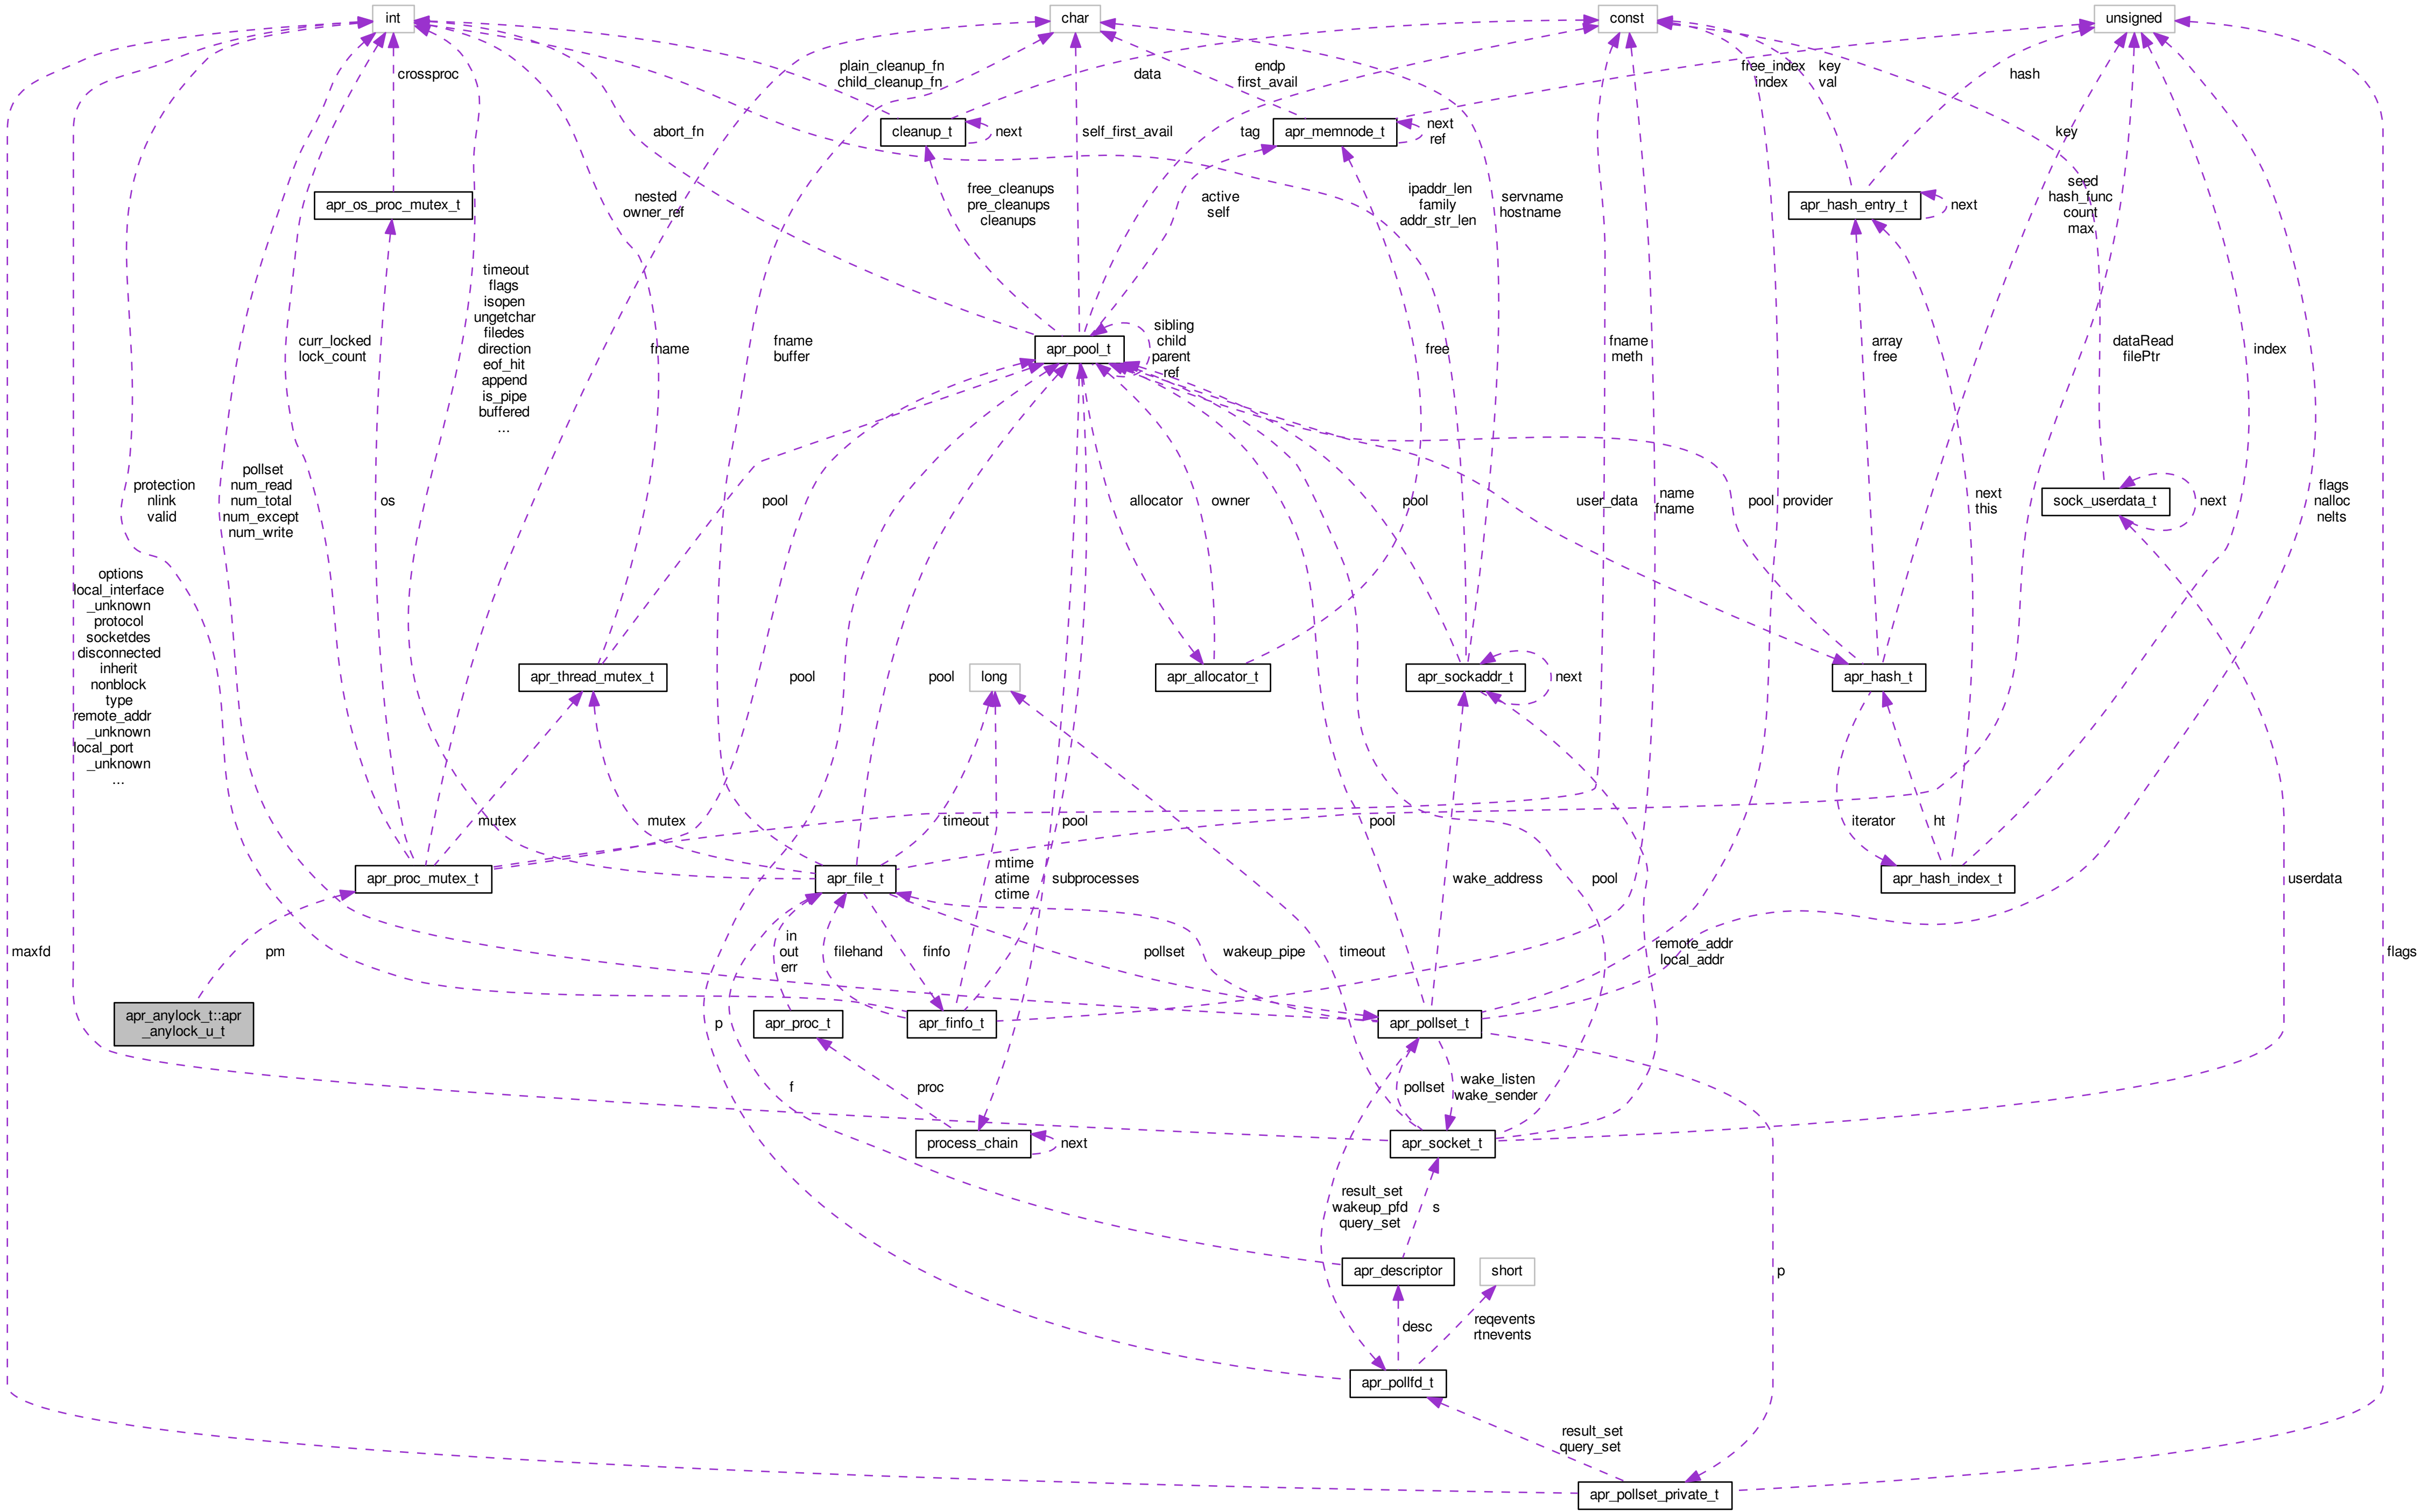 int
char
const
unsigned
crossproc
plain_cleanup_fn
child_cleanup_fn
data
endp
first_avail
free_index
index
key
val
hash
cleanup_t
next
apr_memnode_t
next
ref
abort_fn
self_first_avail
tag
key
apr_os_proc_mutex_t
nested
owner_ref
free_cleanups
pre_cleanups
cleanups
active
self
ipaddr_len
family
addr_str_len
servname
hostname
apr_hash_entry_t
next
seed
hash_func
count
max
timeout
flags
isopen
ungetchar
filedes
direction
eof_hit
append
is_pipe
buffered
...
curr_locked
lock_count
fname
fname
buffer
apr_pool_t
sibling
child
parent
ref
free
fname
meth
array
free
dataRead
filePtr
index
protection
nlink
valid
pollset
num_read
num_total
num_except
num_write
os
pool
allocator
owner
pool
user_data
name
fname
pool
provider
next
this
sock_userdata_t
next
flags
nalloc
nelts
options
local_interface
_unknown
protocol
socketdes
disconnected
inherit
nonblock
type
remote_addr
_unknown
local_port
_unknown
...
apr_thread_mutex_t
pool
pool
long
apr_allocator_t
apr_sockaddr_t
next
apr_hash_t
mutex
mutex
timeout
pool
pool
iterator
ht
apr_proc_mutex_t
apr_file_t
mtime
atime
ctime
subprocesses
wake_address
pool
apr_hash_index_t
userdata
maxfd
pm
in
out
err
filehand
finfo
pollset
wakeup_pipe
timeout
remote_addr
local_addr
flags
apr_anylock_t::apr
_anylock_u_t
p
apr_proc_t
apr_finfo_t
apr_pollset_t
f
proc
pollset
wake_listen
wake_sender
process_chain
next
apr_socket_t
result_set
wakeup_pfd
query_set
s
apr_descriptor
short
p
desc
reqevents
rtnevents
apr_pollfd_t
result_set
query_set
apr_pollset_private_t